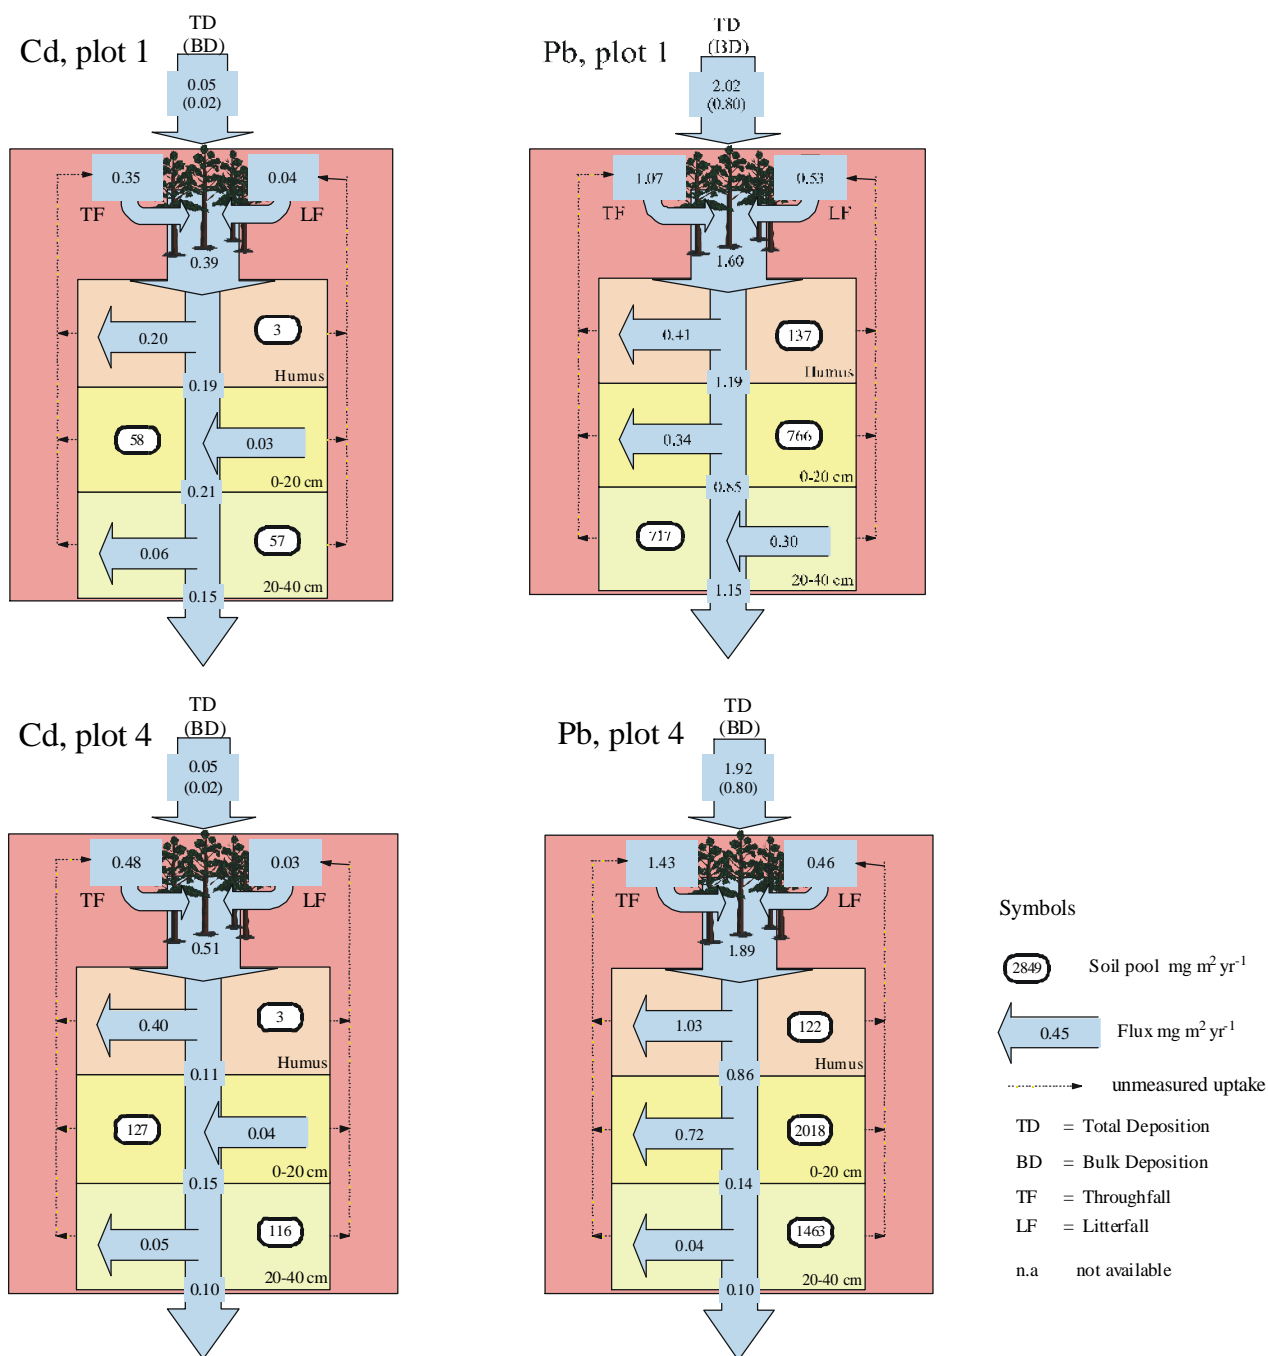 Cd, plot 1
TD
(BD)
0.05
(0.02)
0.35
0.04
TF
LF
0.39
0.20
3
Humus
0.19
58
0.03
0-20 cm
0.21
57
0.06
20-40 cm
0.15
Pb, plot 1
TD
(BD)
2.02
(0.80)
1.07
0.53
TF
LF
1.60
0.41
137
Humus
1.19
0.34
766
0-20 cm
0.85
717
0.30
20-40 cm
1.15
Cd, plot 4
TD
(BD)
0.05
(0.02)
0.48
0.03
TF
LF
0.51
0.40
3
Humus
0.11
127
0.04
0-20 cm
0.15
116
0.05
20-40 cm
0.10
Pb, plot 4
TD
(BD)
1.92
(0.80)
1.43
0.46
TF
LF
1.89
1.03
122
Humus
0.86
0.72
2018
0-20 cm
0.14
1463
0.04
20-40 cm
0.10
Symbols
2849 Soil pool mg m² yr⁻¹
0.45 Flux mg m² yr⁻¹
unmeasured uptake
TD = Total Deposition
BD = Bulk Deposition
TF = Throughfall
LF = Litterfall
n.a not available